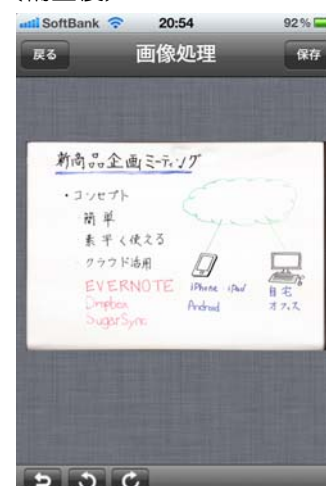 SoftBank 20:54 92%
戻る 画像処理 保存
新商品企画ミーティング
・コンセプト
簡単
素早く使える
クラウド活用
EVERNOTE
Dropbox
SugarSync
iPhone iPad
Android
自宅
オフィス